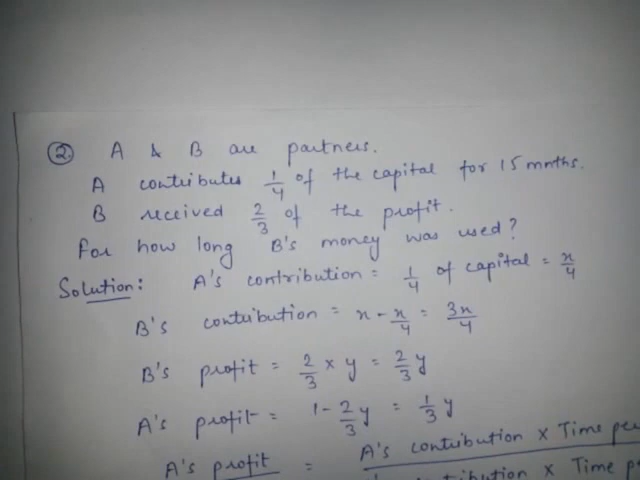 ② A & B are partners.
A contributes 1/4 of the capital for 15 mnths.
B received 2/3 of the profit.
For how long B's money was used?
Solution: A's contribution = 1/4 of capital = x/4
B's contribution = x - x/4 = 3x/4
B's profit = 2/3 × y = 2/3 y
A's profit = 1 - 2/3 y = 1/3 y
A's profit = A's contribution × Time
× Time